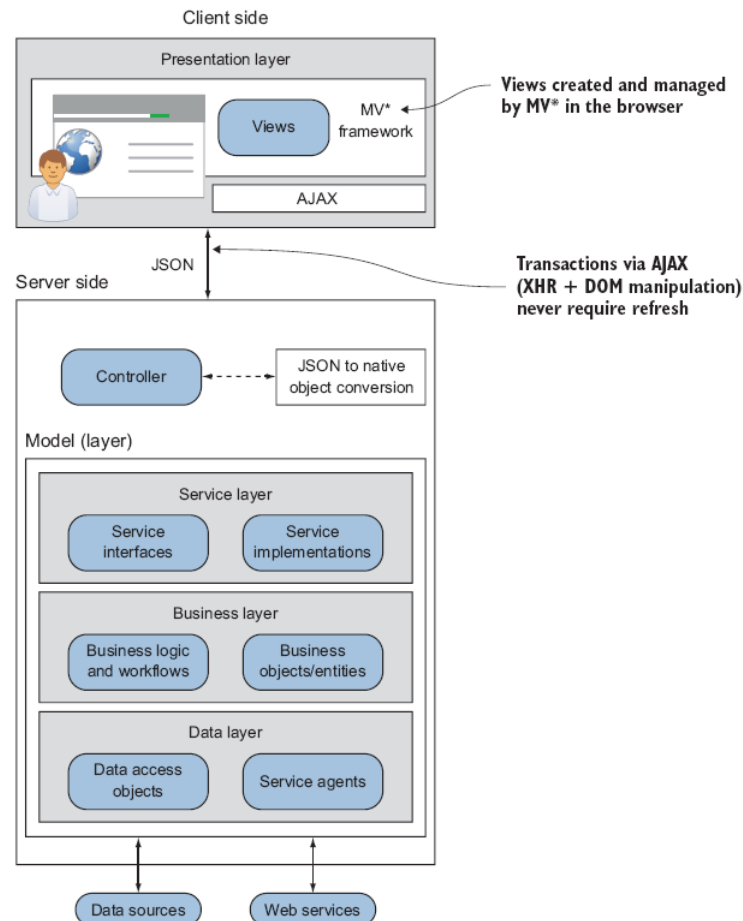 Client side
Presentation layer
Views
MV*
framework
Views created and managed
by MV* in the browser
AJAX
JSON
Transactions via AJAX
(XHR + DOM manipulation)
never require refresh
Server side
Controller
JSON to native
object conversion
Model (layer)
Service layer
Service
interfaces
Service
implementations
Business layer
Business logic
and workflows
Business
objects/entities
Data layer
Data access
objects
Service agents
Data sources
Web services